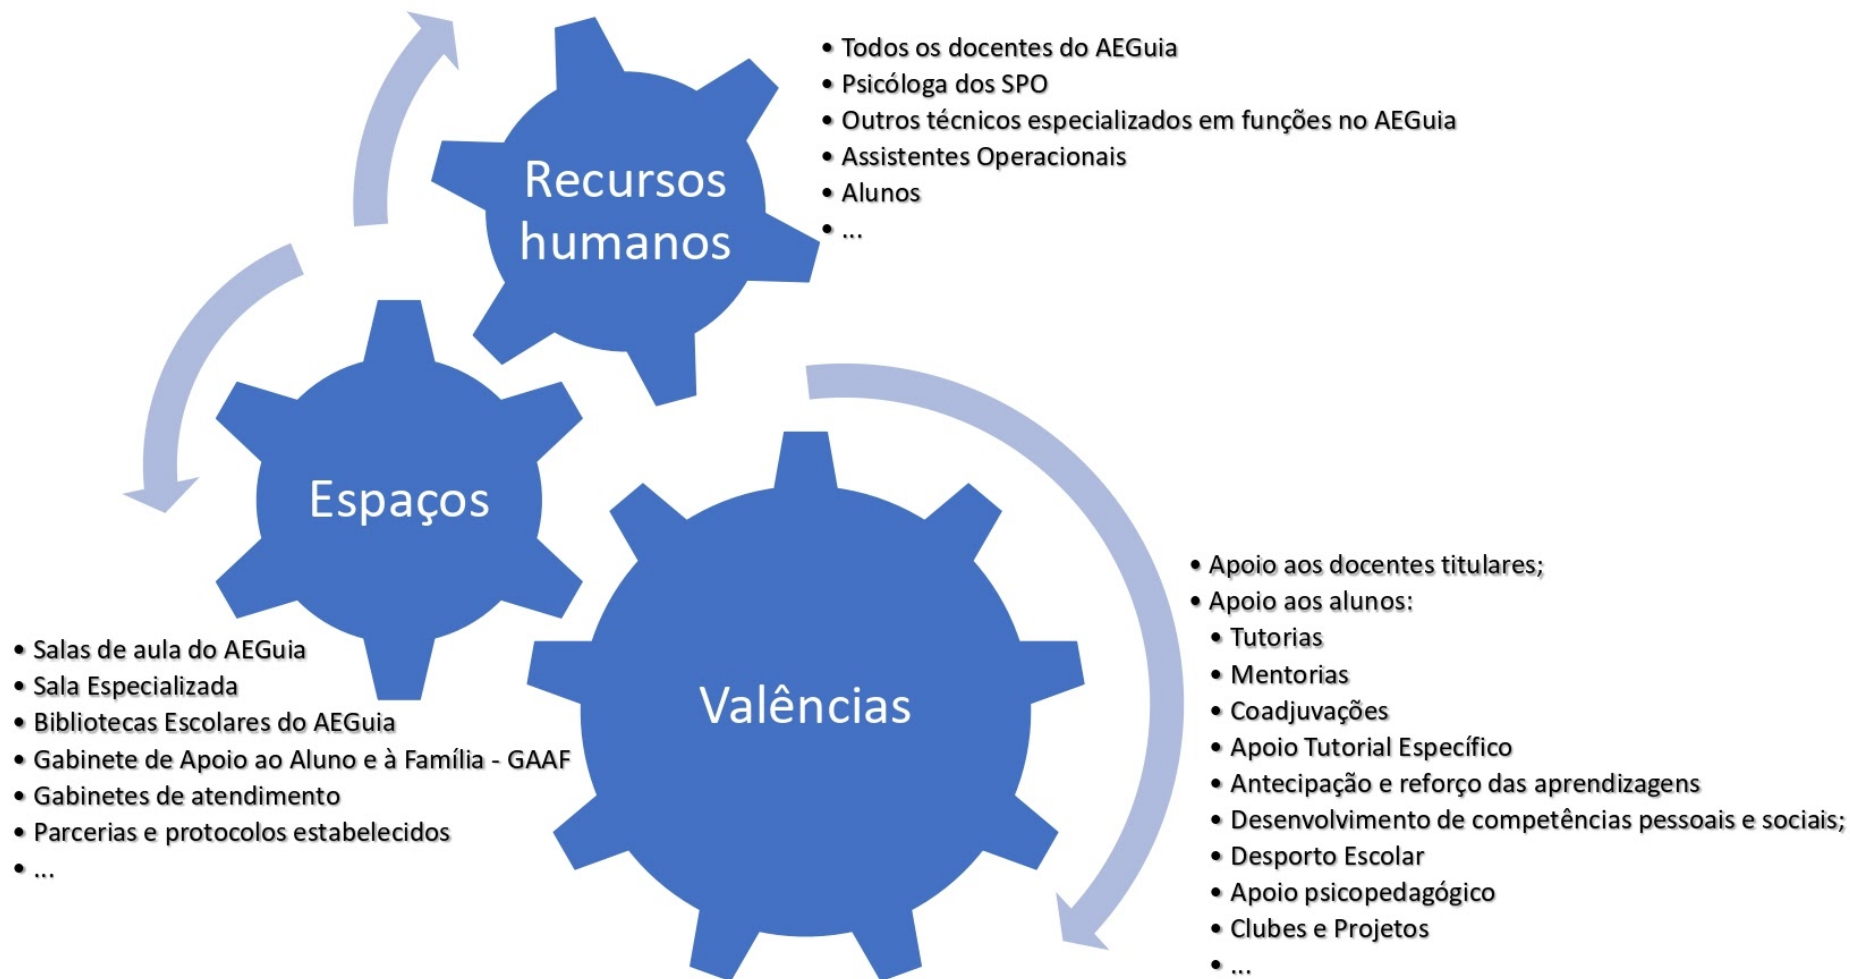 Recursos
humanos
• Todos os docentes do AEGuia
• Psicóloga dos SPO
• Outros técnicos especializados em funções no AEGuia
• Assistentes Operacionais
• Alunos
• ...
Espaços
• Salas de aula do AEGuia
• Sala Especializada
• Bibliotecas Escolares do AEGuia
• Gabinete de Apoio ao Aluno e à Família - GAAF
• Gabinetes de atendimento
• Parcerias e protocolos estabelecidos
• ...
Valências
• Apoio aos docentes titulares;
• Apoio aos alunos:
• Tutorias
• Mentorias
• Coadjuvações
• Apoio Tutorial Específico
• Antecipação e reforço das aprendizagens
• Desenvolvimento de competências pessoais e sociais;
• Desporto Escolar
• Apoio psicopedagógico
• Clubes e Projetos
• ...